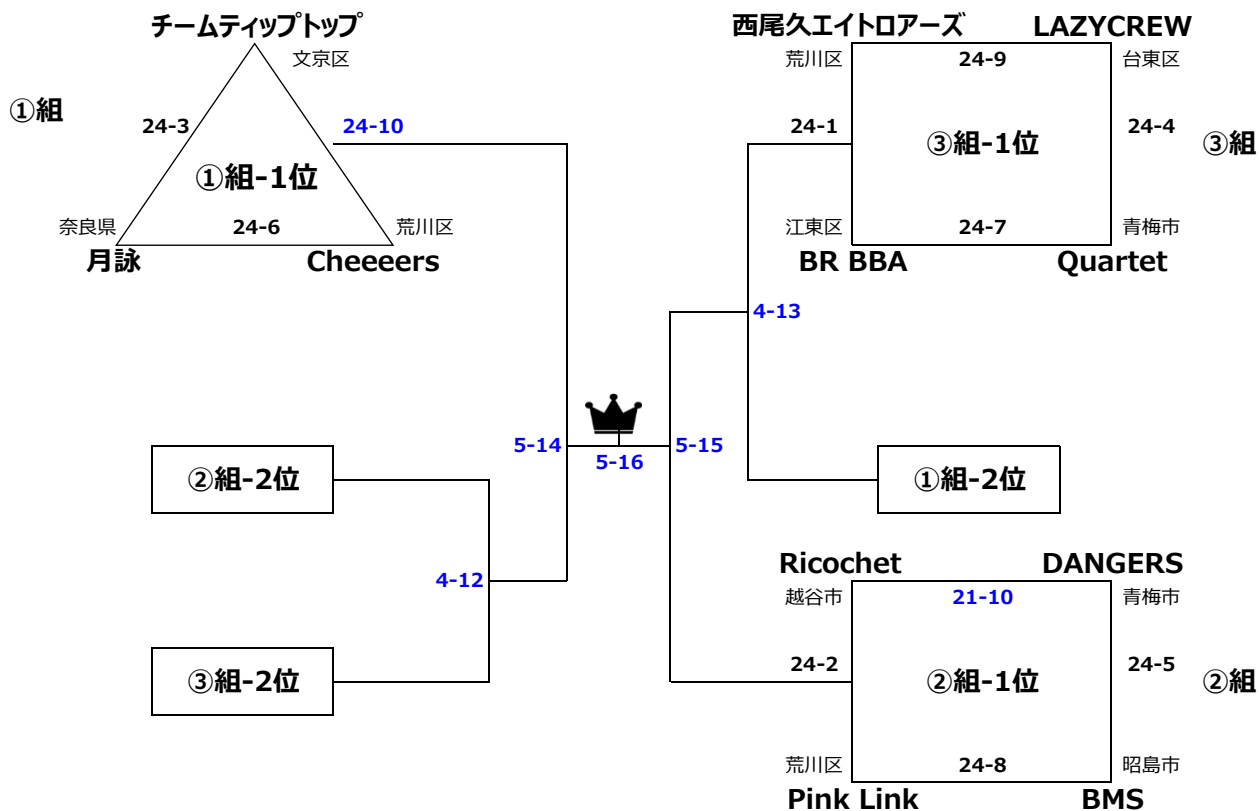 チームティップトップ
文京区
①組
24-3
24-10
①組-1位
奈良県
24-6
荒川区
月詠
Cheeeers
西尾久エイトロアーズ
LAZYCREW
荒川区
24-9
台東区
24-1
③組-1位
24-4
③組
江東区
24-7
青梅市
BR BBA
Quartet
4-13
5-14
5-16
5-15
②組-2位
①組-2位
4-12
③組-2位
Ricochet
DANGERS
越谷市
21-10
青梅市
24-2
②組-1位
24-5
②組
荒川区
24-8
昭島市
Pink Link
BMS